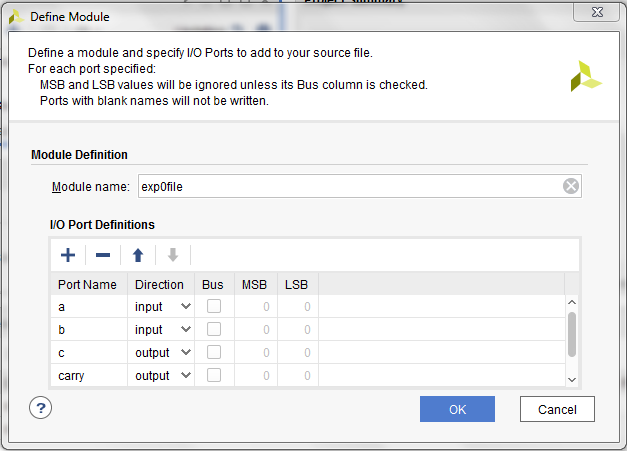 Define Module
Define a module and specify I/O Ports to add to your source file.
For each port specified:
MSB and LSB values will be ignored unless its Bus column is checked.
Ports with blank names will not be written.
Module Definition
Module name: exp0file
I/O Port Definitions
Port Name Direction Bus MSB LSB
a input 0 0
b input 0 0
c output 0 0
carry output 0 0
? OK Cancel